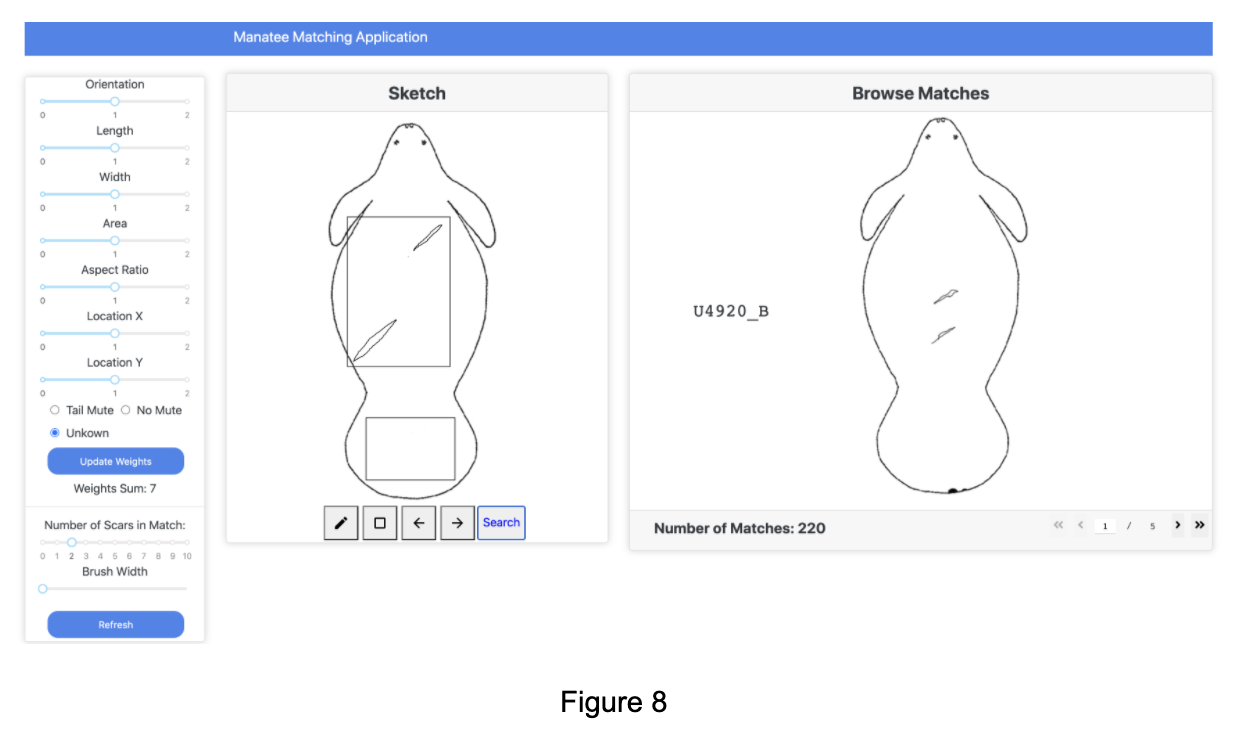 Manatee Matching Application
Orientation
0 1 2
Length
0 1 2
Width
0 1 2
Area
0 1 2
Aspect Ratio
0 1 2
Location X
0 1 2
Location Y
0 1 2
Tail Mute No Mute
Unkown
Update Weights
Weights Sum: 7
Number of Scars in Match:
0 1 2 3 4 5 6 7 8 9 10
Brush Width
Refresh
Sketch
Search
Browse Matches
U4920_B
Number of Matches: 220
1 / 5
Figure 8